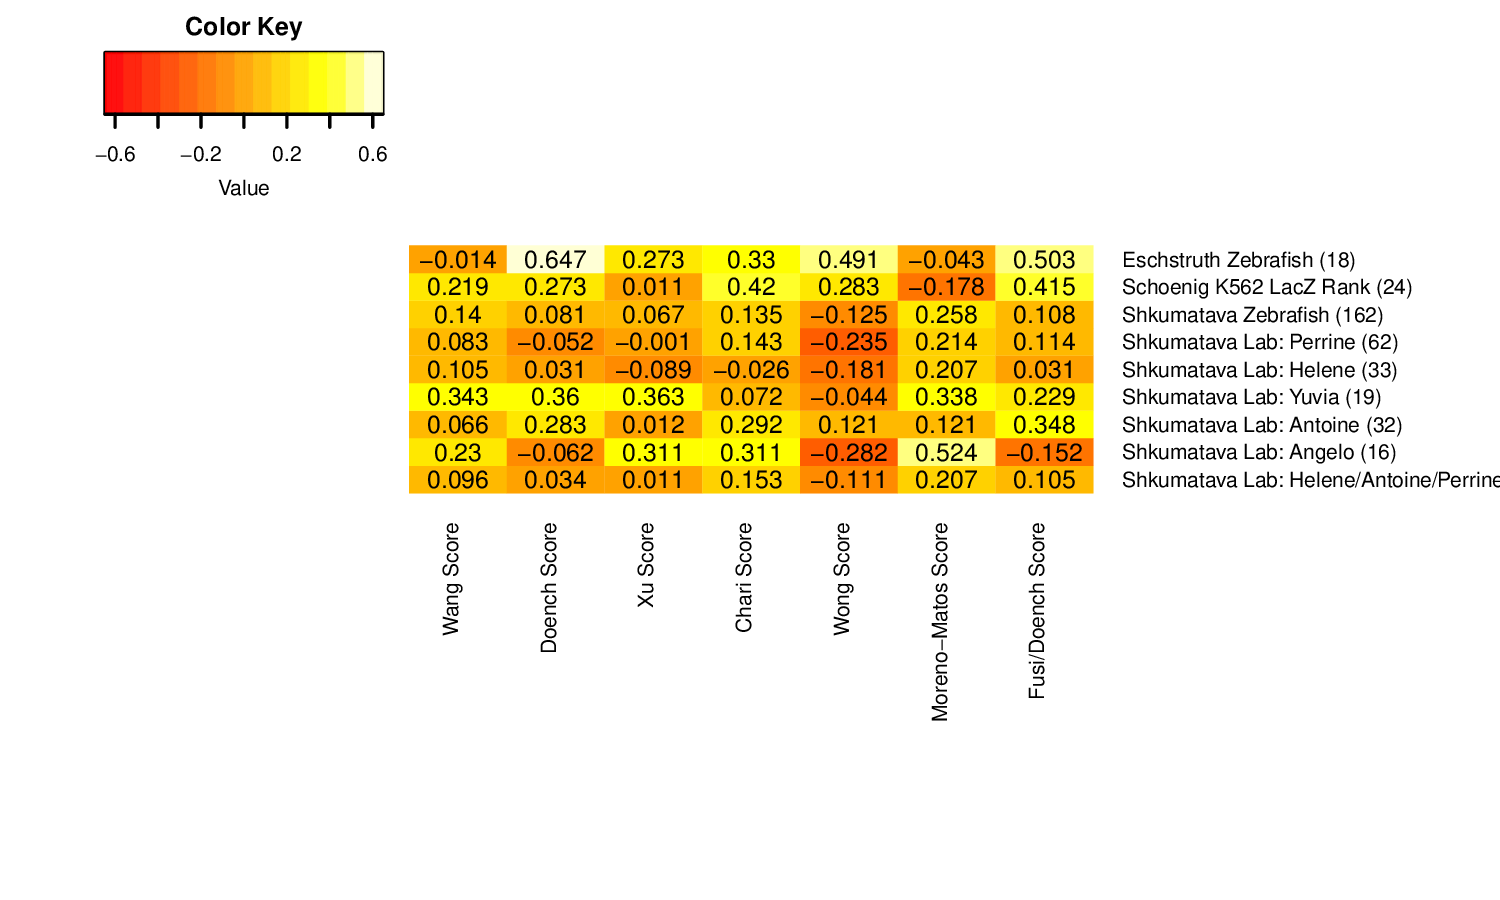 Color Key
−0.6 −0.2 0.2 0.6
Value
−0.014 0.647 0.273 0.33 0.491 −0.043 0.503 Eschstruth Zebrafish (18)
0.219 0.273 0.011 0.42 0.283 −0.178 0.415 Schoenig K562 LacZ Rank (24)
0.14 0.081 0.067 0.135 −0.125 0.258 0.108 Shkumatava Zebrafish (162)
0.083 −0.052 −0.001 0.143 −0.235 0.214 0.114 Shkumatava Lab: Perrine (62)
0.105 0.031 −0.089 −0.026 −0.181 0.207 0.031 Shkumatava Lab: Helene (33)
0.343 0.36 0.363 0.072 −0.044 0.338 0.229 Shkumatava Lab: Yuvia (19)
0.066 0.283 0.012 0.292 0.121 0.121 0.348 Shkumatava Lab: Antoine (32)
0.23 −0.062 0.311 0.311 −0.282 0.524 −0.152 Shkumatava Lab: Angelo (16)
0.096 0.034 0.011 0.153 −0.111 0.207 0.105 Shkumatava Lab: Helene/Antoine/Perrine
Wang Score
Doench Score
Xu Score
Chari Score
Wong Score
Moreno−Matos Score
Fusi/Doench Score